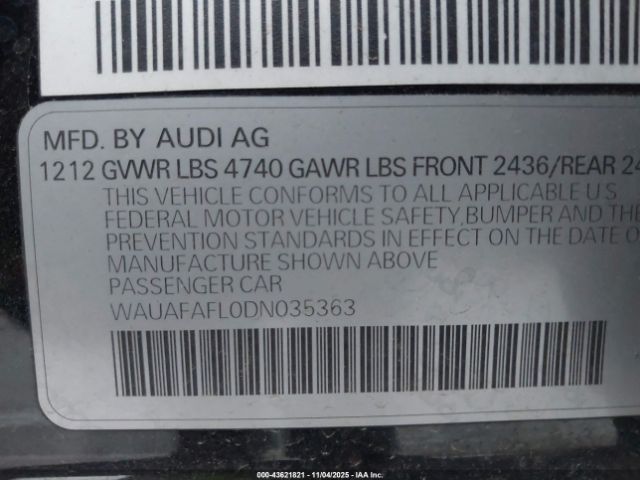 MFD. BY AUDI AG
1212 GVWR LBS 4740 GAWR LBS FRONT 2436/REAR 24
THIS VEHICLE CONFORMS TO ALL APPLICABLE U.S.
FEDERAL MOTOR VEHICLE SAFETY, BUMPER AND THE
PREVENTION STANDARDS IN EFFECT ON THE DATE O
MANUFACTURE SHOWN ABOVE
PASSENGER CAR
WAUAFAFL0DN035363
000-43621821 - 11/04/2025 - IAA Inc.